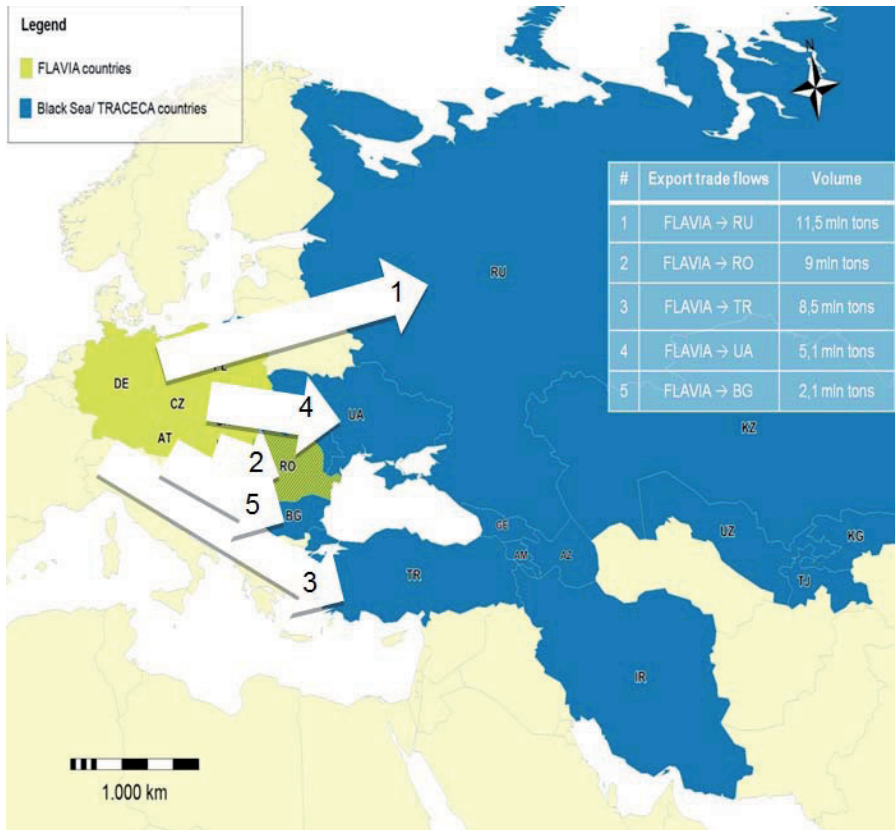 Legend
FLAVIA countries
Black Sea/ TRACECA countries
N
# Export trade flows Volume
1 FLAVIA → RU 11,5 mln tons
2 FLAVIA → RO 9 mln tons
3 FLAVIA → TR 8,5 mln tons
4 FLAVIA → UA 5,1 mln tons
5 FLAVIA → BG 2,1 mln tons
RU
1
DE
CZ
4
UA
KZ
AT
2
RO
5
BG
GE
UZ
KG
AM
AZ
TJ
3
TR
IR
1.000 km